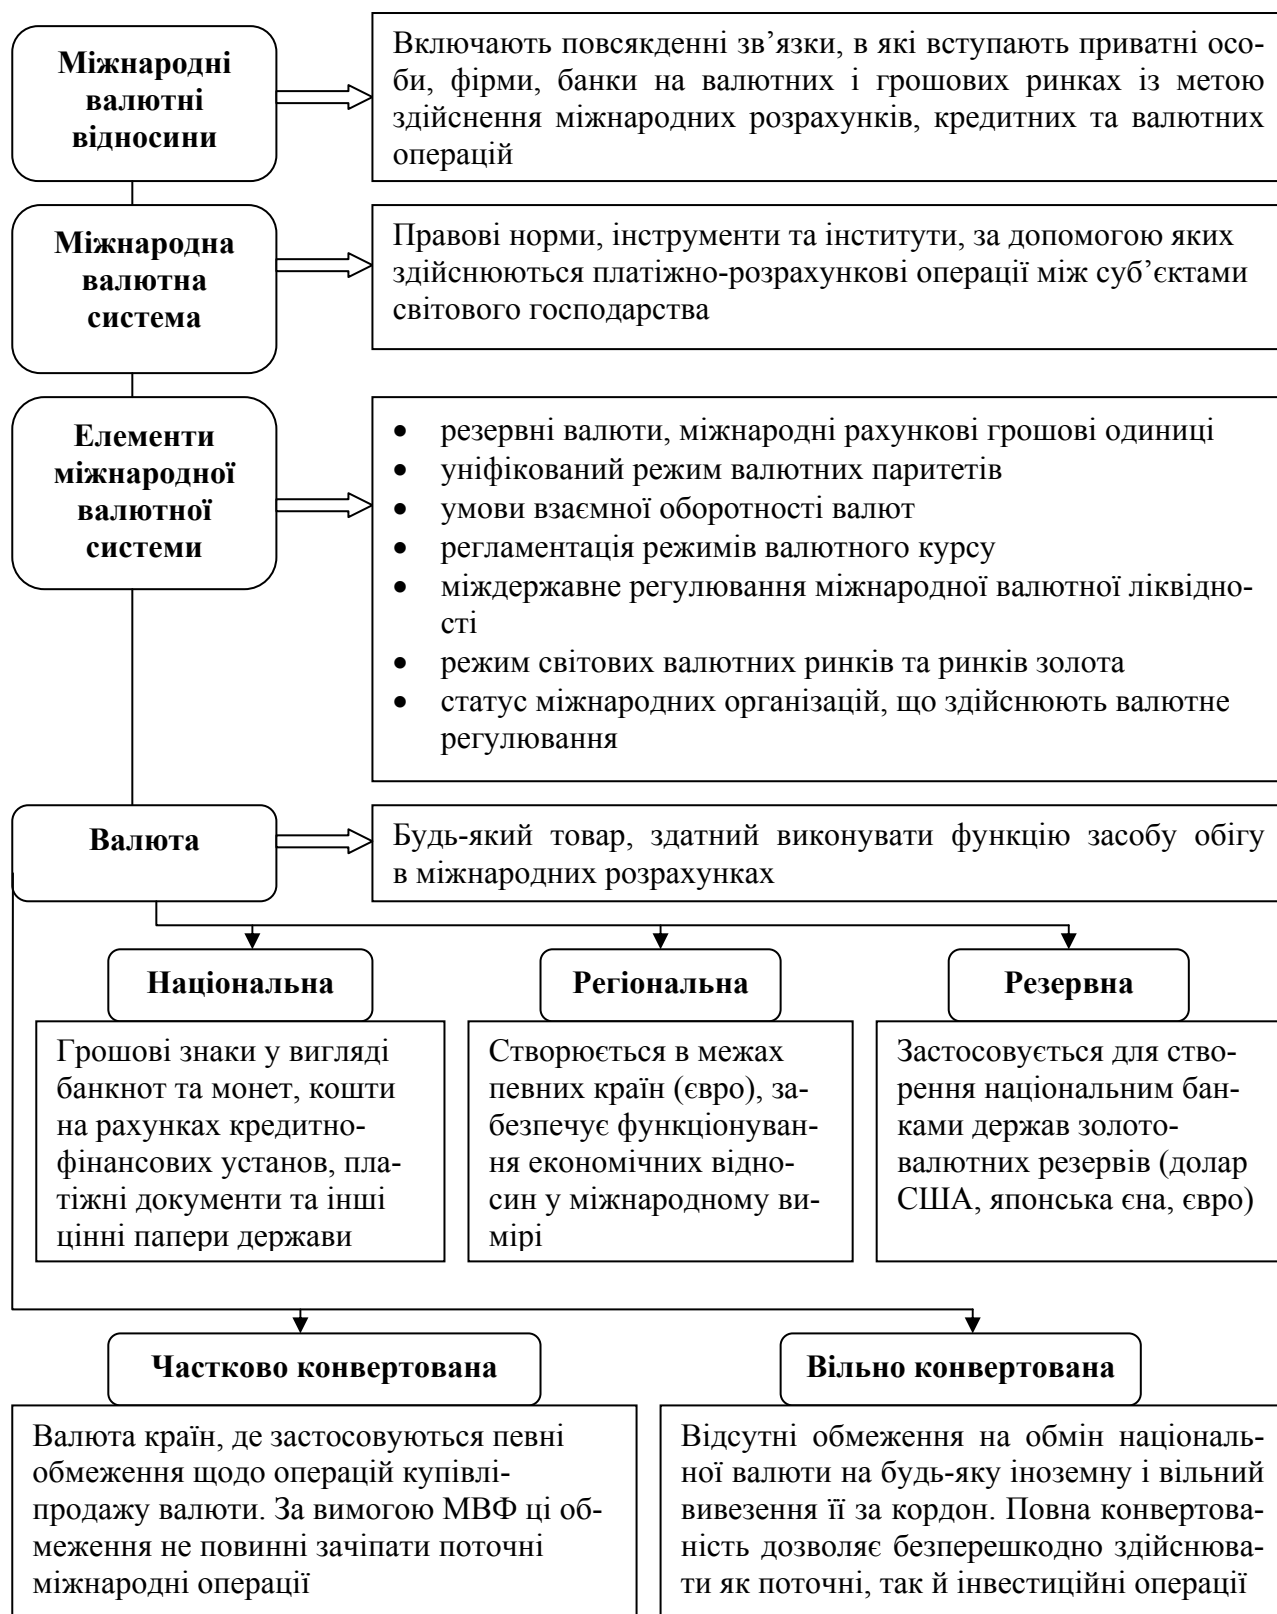 Міжнародні
валютні
відносини
Включають повсякденні зв’язки, в які вступають приватні осо-
би, фірми, банки на валютних і грошових ринках із метою
здійснення міжнародних розрахунків, кредитних та валютних
операцій
Міжнародна
валютна
система
Правові норми, інструменти та інститути, за допомогою яких
здійснюються платіжно-розрахункові операції між суб’єктами
світового господарства
Елементи
міжнародної
валютної
системи
• резервні валюти, міжнародні рахункові грошові одиниці
• уніфікований режим валютних паритетів
• умови взаємної оборотності валют
• регламентація режимів валютного курсу
• міждержавне регулювання міжнародної валютної ліквідно-
сті
• режим світових валютних ринків та ринків золота
• статус міжнародних організацій, що здійснюють валютне
регулювання
Валюта
Будь-який товар, здатний виконувати функцію засобу обігу
в міжнародних розрахунках
Національна
Грошові знаки у вигляді
банкнот та монет, кошти
на рахунках кредитно-
фінансових установ, пла-
тіжні документи та інші
цінні папери держави
Регіональна
Створюється в межах
певних країн (євро), за-
безпечує функціонуван-
ня економічних відно-
син у міжнародному ви-
мірі
Резервна
Застосовується для ство-
рення національним бан-
ками держав золото-
валютних резервів (долар
США, японська єна, євро)
Частково конвертована
Валюта країн, де застосовуються певні
обмеження щодо операцій купівлі-
продажу валюти. За вимогою МВФ ці об-
меження не повинні зачіпати поточні
міжнародні операції
Вільно конвертована
Відсутні обмеження на обмін національ-
ної валюти на будь-яку іноземну і вільний
вивезення її за кордон. Повна конвертова-
ність дозволяє безперешкодно здійснюва-
ти як поточні, так й інвестиційні операції